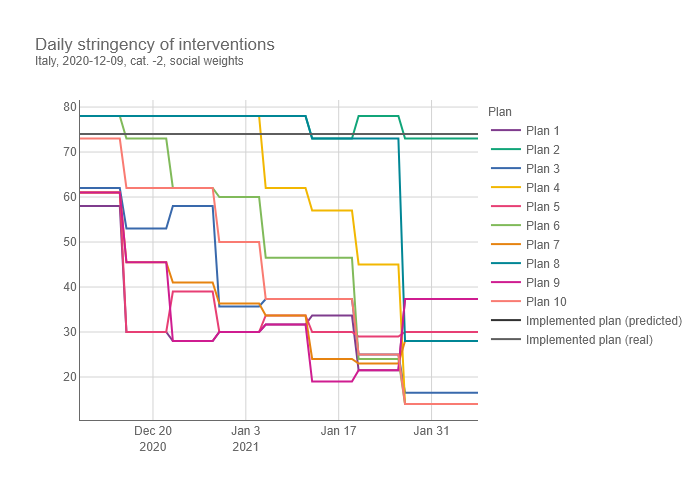 Daily stringency of interventions
Italy, 2020-12-09, cat. -2, social weights
Plan
80
70
60
50
40
30
20
Dec 20
2020
Jan 3
2021
Jan 17
Jan 31
Plan 1
Plan 2
Plan 3
Plan 4
Plan 5
Plan 6
Plan 7
Plan 8
Plan 9
Plan 10
Implemented plan (predicted)
Implemented plan (real)